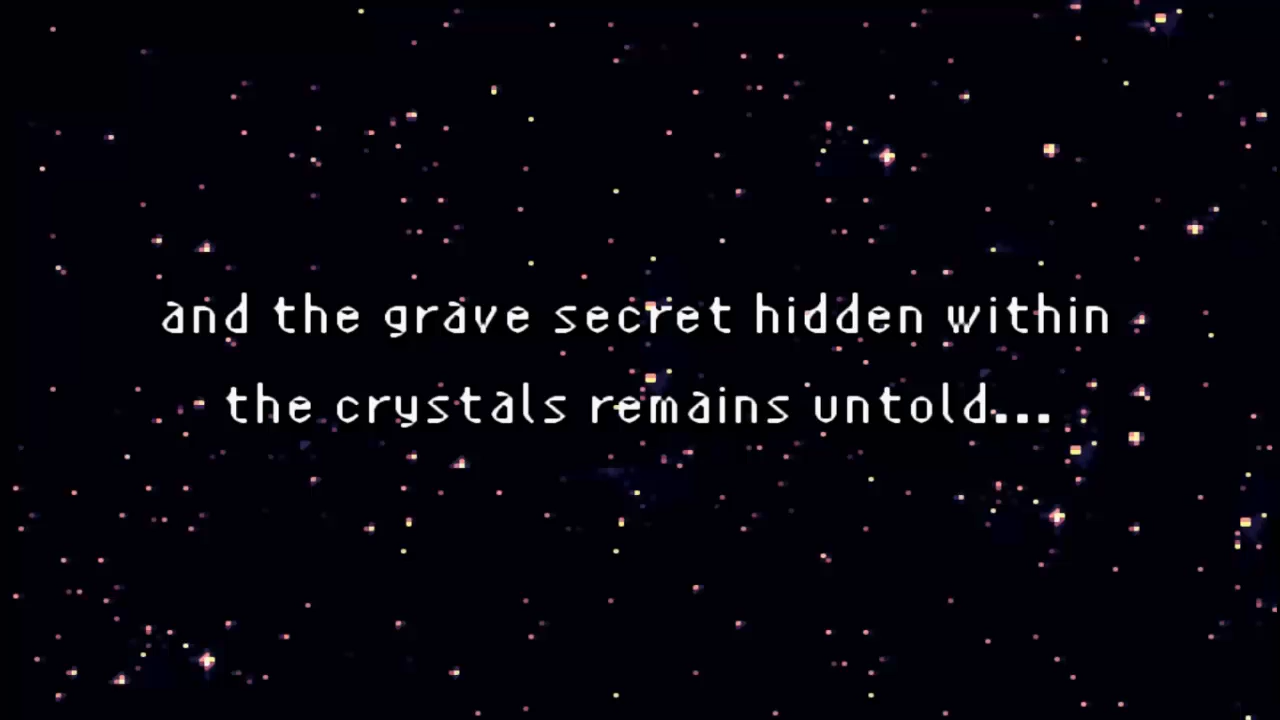 and the grave secret hidden within
the crystals remains untold...